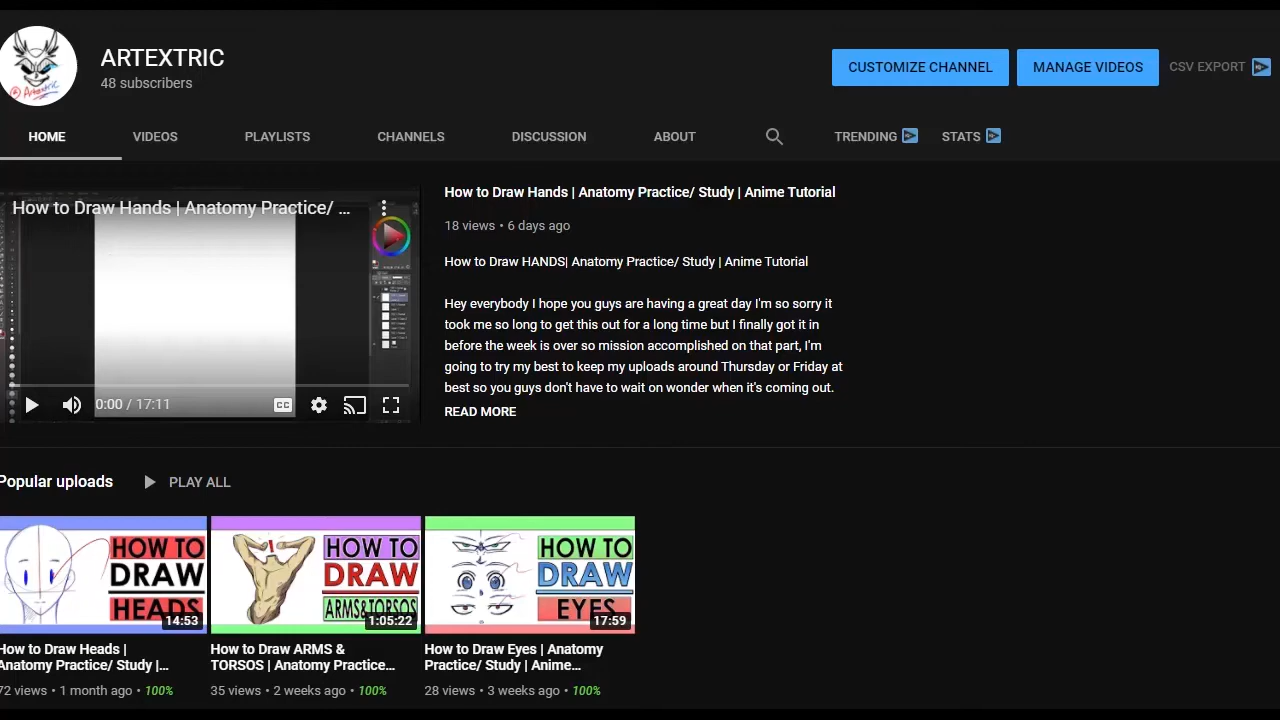 ARTEXTRIC
48 subscribers
CUSTOMIZE CHANNEL
MANAGE VIDEOS
CSV EXPORT
HOME
VIDEOS
PLAYLISTS
CHANNELS
DISCUSSION
ABOUT
TRENDING
STATS
How to Draw Hands | Anatomy Practice/ ...
0:00 / 17:11
CC
How to Draw Hands | Anatomy Practice/ Study | Anime Tutorial
18 views • 6 days ago
How to Draw HANDS| Anatomy Practice/ Study | Anime Tutorial
Hey everybody I hope you guys are having a great day I'm so sorry it
took me so long to get this out for a long time but I finally got it in
before the week is over so mission accomplished on that part, I'm
going to try my best to keep my uploads around Thursday or Friday at
best so you guys don't have to wait on wonder when it's coming out.
READ MORE
Popular uploads
PLAY ALL
HOW TO
DRAW
HEADS
14:53
How to Draw Heads |
Anatomy Practice/ Study |...
72 views • 1 month ago • 100%
HOW TO
DRAW
ARMS&TORSOS
1:05:22
How to Draw ARMS &
TORSOS | Anatomy Practice...
35 views • 2 weeks ago • 100%
HOW TO
DRAW
EYES
17:59
How to Draw Eyes | Anatomy
Practice/ Study | Anime...
28 views • 3 weeks ago • 100%